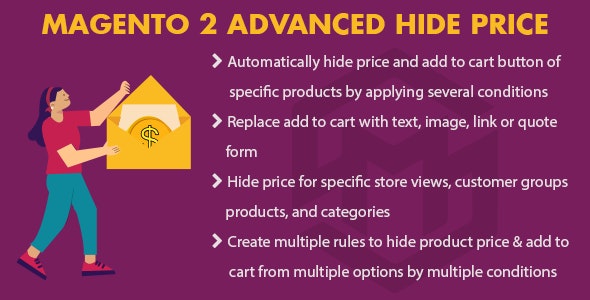 MAGENTO 2 ADVANCED HIDE PRICE
Automatically hide price and add to cart button of
specific products by applying several conditions
Replace add to cart with text, image, link or quote
form
Hide price for specific store views, customer groups
products, and categories
Create multiple rules to hide product price & add to
cart from multiple options by multiple conditions
$